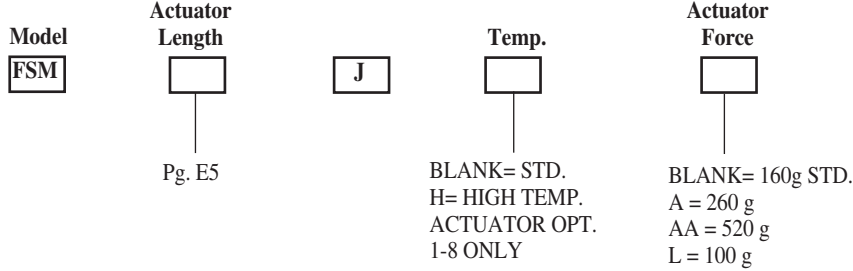 Model
Actuator
Length
Temp.
Actuator
Force
FSM
J
Pg. E5
BLANK= STD.
H= HIGH TEMP.
ACTUATOR OPT.
1-8 ONLY
BLANK= 160g STD.
A = 260 g
AA = 520 g
L = 100 g